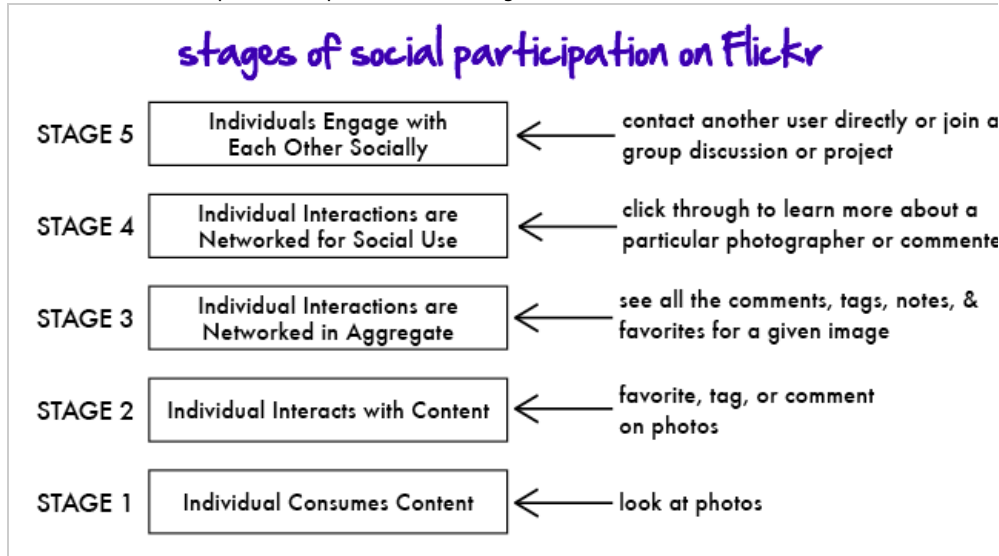 stages of social participation on Flickr
STAGE 5
Individuals Engage with
Each Other Socially
contact another user directly or join a
group discussion or project
STAGE 4
Individual Interactions are
Networked for Social Use
click through to learn more about a
particular photographer or commente
STAGE 3
Individual Interactions are
Networked in Aggregate
see all the comments, tags, notes, &
favorites for a given image
STAGE 2
Individual Interacts with Content
favorite, tag, or comment
on photos
STAGE 1
Individual Consumes Content
look at photos